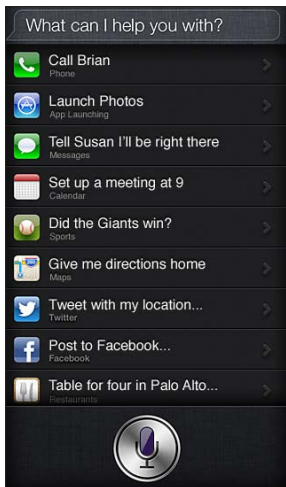 What can I help you with?
Call Brian
Phone
Launch Photos
App Launching
Tell Susan I'll be right there
Messages
Set up a meeting at 9
Calendar
Did the Giants win?
Sports
Give me directions home
Maps
Tweet with my location...
Twitter
Post to Facebook...
Facebook
Table for four in Palo Alto...
Restaurants